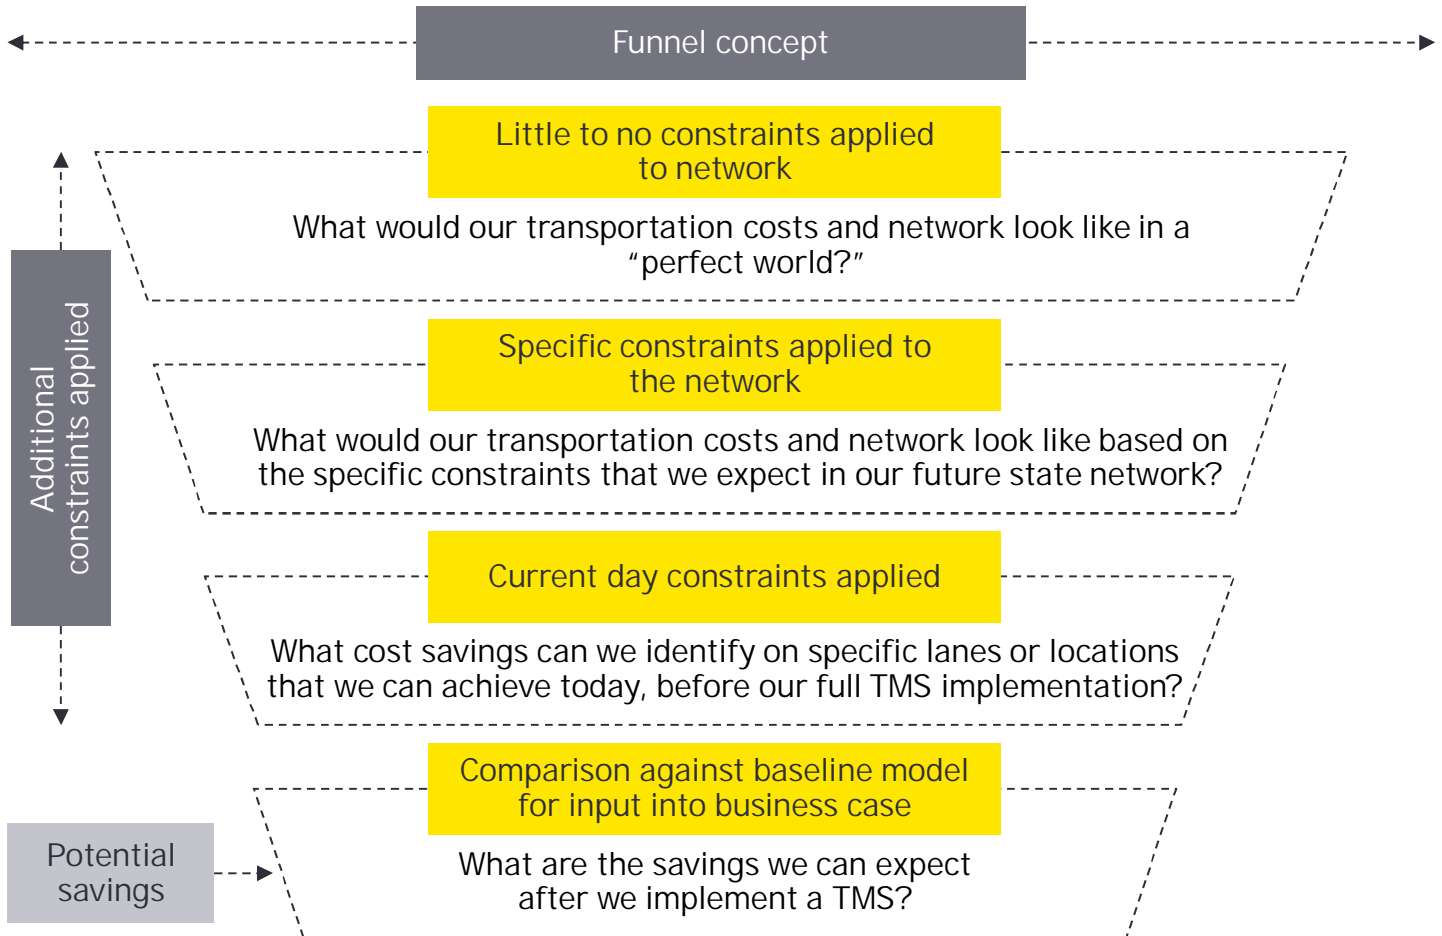 Funnel concept
Little to no constraints applied
to network
What would our transportation costs and network look like in a
“perfect world?”
Additional
constraints applied
Specific constraints applied to
the network
What would our transportation costs and network look like based on
the specific constraints that we expect in our future state network?
Current day constraints applied
What cost savings can we identify on specific lanes or locations
that we can achieve today, before our full TMS implementation?
Comparison against baseline model
for input into business case
Potential
savings
What are the savings we can expect
after we implement a TMS?